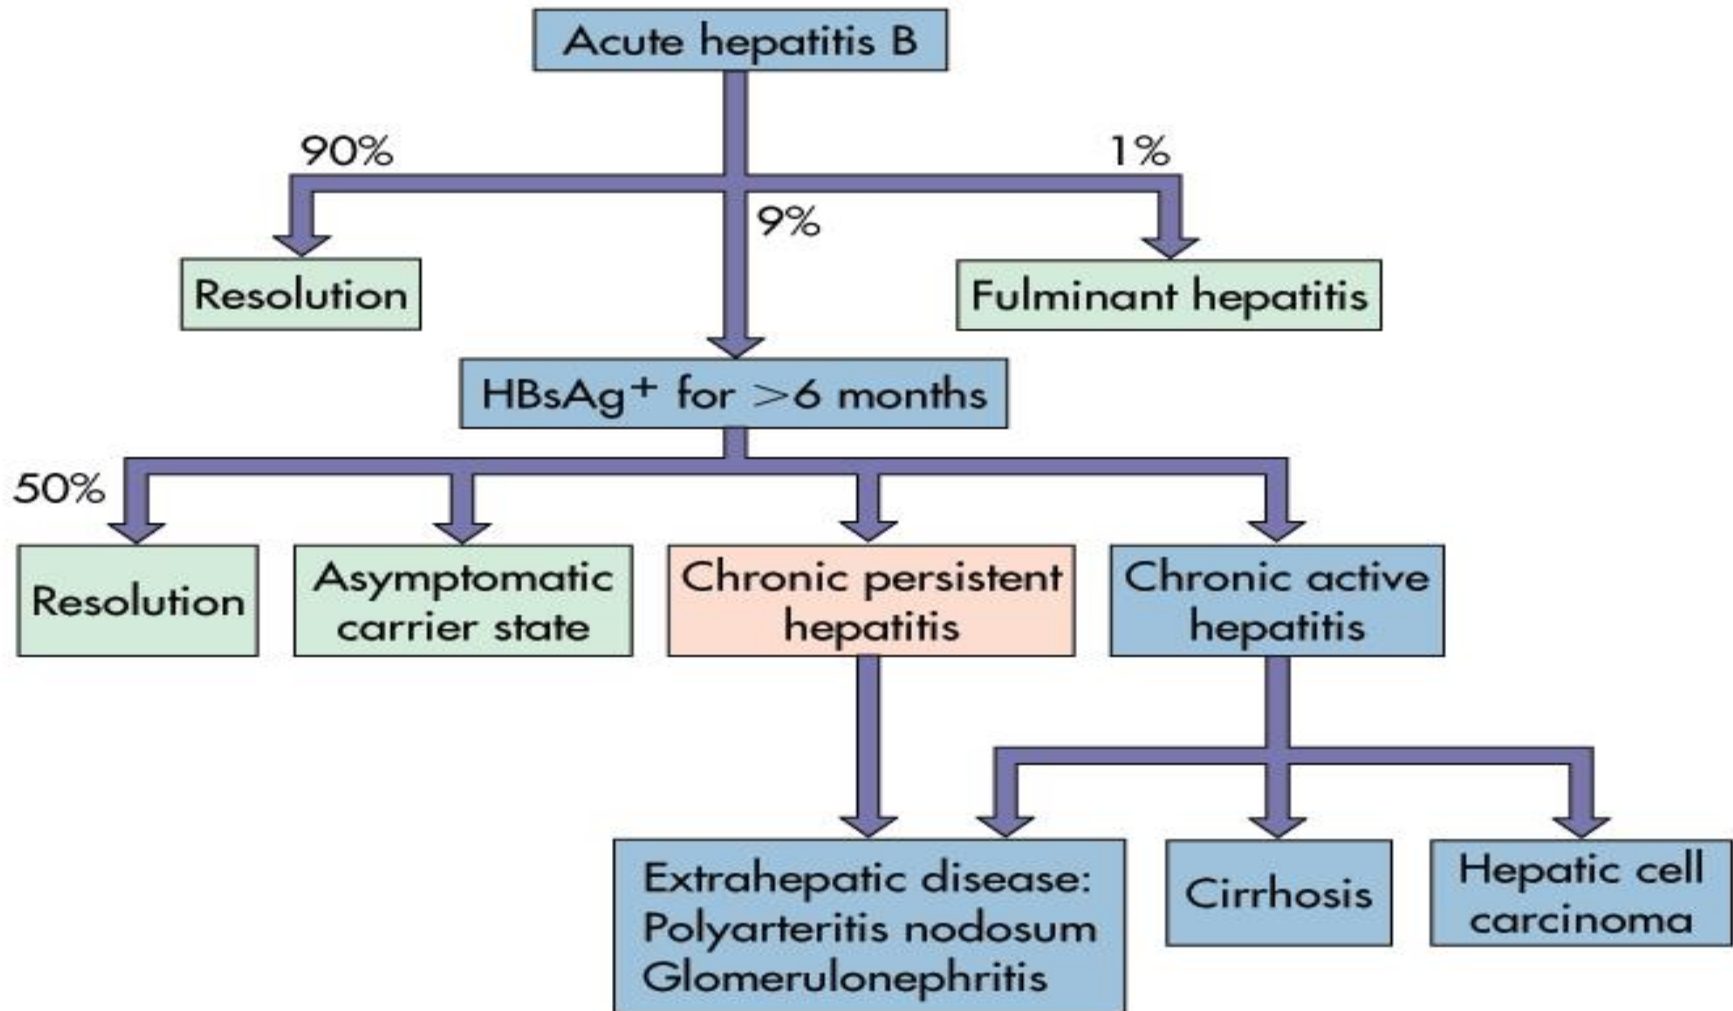 Acute hepatitis B
90%
1%
9%
Resolution
Fulminant hepatitis
HBsAg+ for >6 months
50%
Resolution
Asymptomatic
carrier state
Chronic persistent
hepatitis
Chronic active
hepatitis
Extrahepatic disease:
Polyarteritis nodosum
Glomerulonephritis
Cirrhosis
Hepatic cell
carcinoma